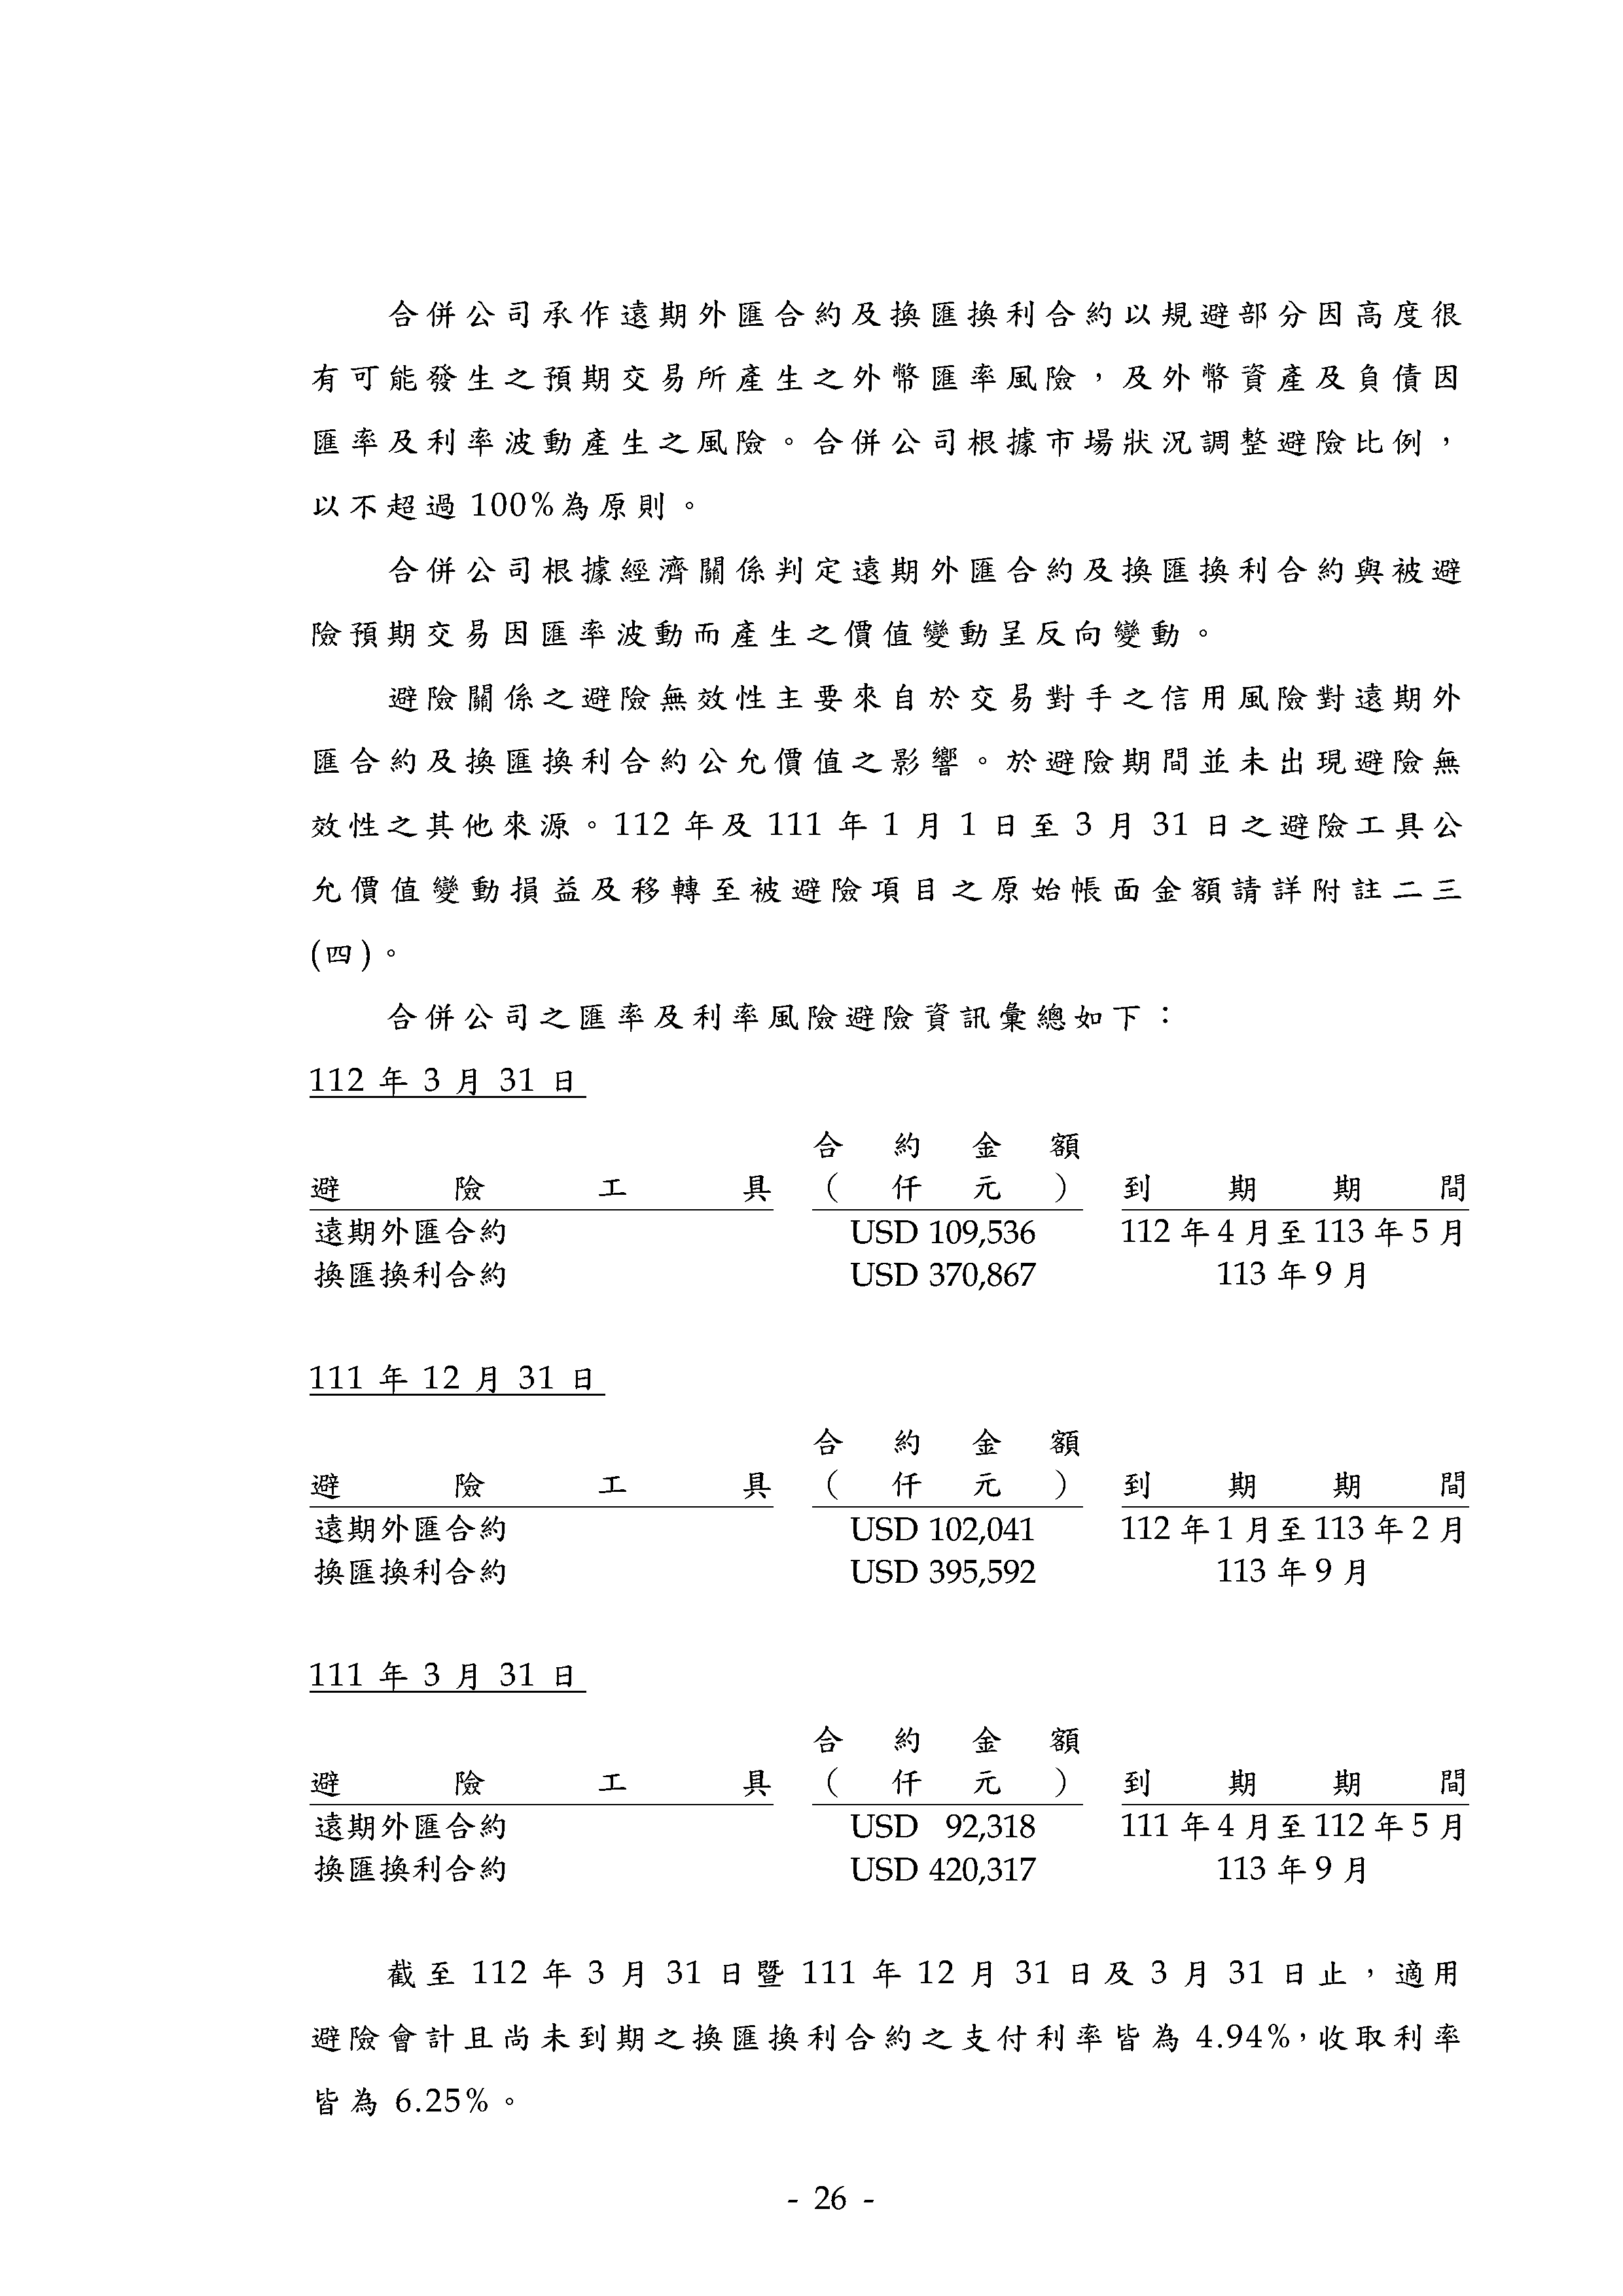 合併公司承作遠期外匯合約及換匯換利合約以規避部分因高度很
有可能發生之預期交易所產生之外幣匯率風險，及外幣資產及負債因
匯率及利率波動產生之風險。合併公司根據市場狀況調整避險比例，
以不超過 100%為原則。
合併公司根據經濟關係判定遠期外匯合約及換匯換利合約與被避
險預期交易因匯率波動而產生之價值變動呈反向變動。
避險關係之避險無效性主要來自於交易對手之信用風險對遠期外
匯合約及換匯換利合約公允價值之影響。於避險期間並未出現避險無
效性之其他來源。112 年及 111 年 1 月 1 日至 3 月 31 日之避險工具公
允價值變動損益及移轉至被避險項目之原始帳面金額請詳附註二三
(四)。
合併公司之匯率及利率風險避險資訊彙總如下：
112 年 3 月 31 日
合約金額
避險工具 （仟元） 到期期間
遠期外匯合約 USD 109,536 112 年 4 月至 113 年 5 月
換匯換利合約 USD 370,867 113 年 9 月
111 年 12 月 31 日
合約金額
避險工具 （仟元） 到期期間
遠期外匯合約 USD 102,041 112 年 1 月至 113 年 2 月
換匯換利合約 USD 395,592 113 年 9 月
111 年 3 月 31 日
合約金額
避險工具 （仟元） 到期期間
遠期外匯合約 USD 92,318 111 年 4 月至 112 年 5 月
換匯換利合約 USD 420,317 113 年 9 月
截至 112 年 3 月 31 日暨 111 年 12 月 31 日及 3 月 31 日止，適用
避險會計且尚未到期之換匯換利合約之支付利率皆為 4.94%，收取利率
皆為 6.25%。
- 26 -